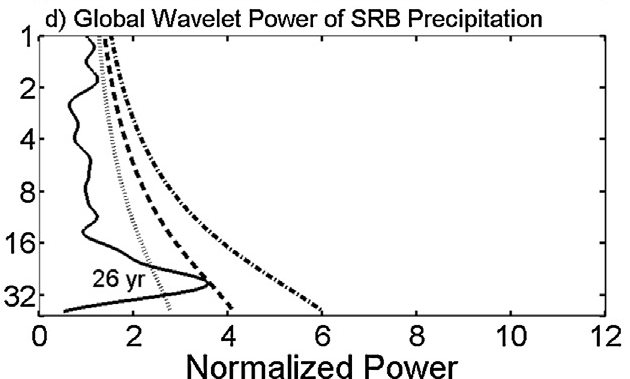 d) Global Wavelet Power of SRB Precipitation
1
2
4
8
16
26 yr
32
0 2 4 6 8 10 12
Normalized Power